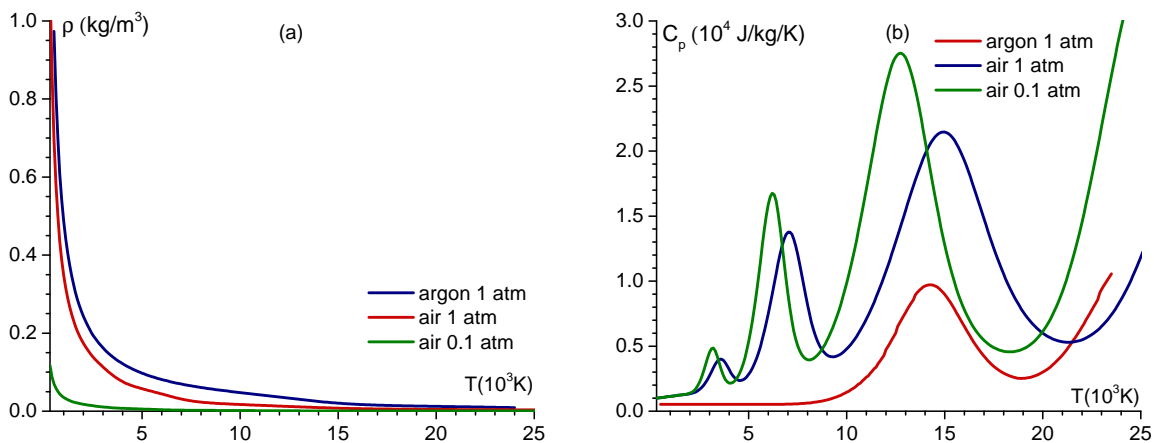 1.0
ρ (kg/m³)
(a)
0.8
0.6
0.4
argon 1 atm
air 1 atm
0.2
air 0.1 atm
T(10³K)
0.0
5
10
15
20
25
3.0
Cₚ (10⁴ J/kg/K)
(b)
argon 1 atm
air 1 atm
air 0.1 atm
2.5
2.0
1.5
1.0
0.5
T(10³K)
0.0
5
10
15
20
25